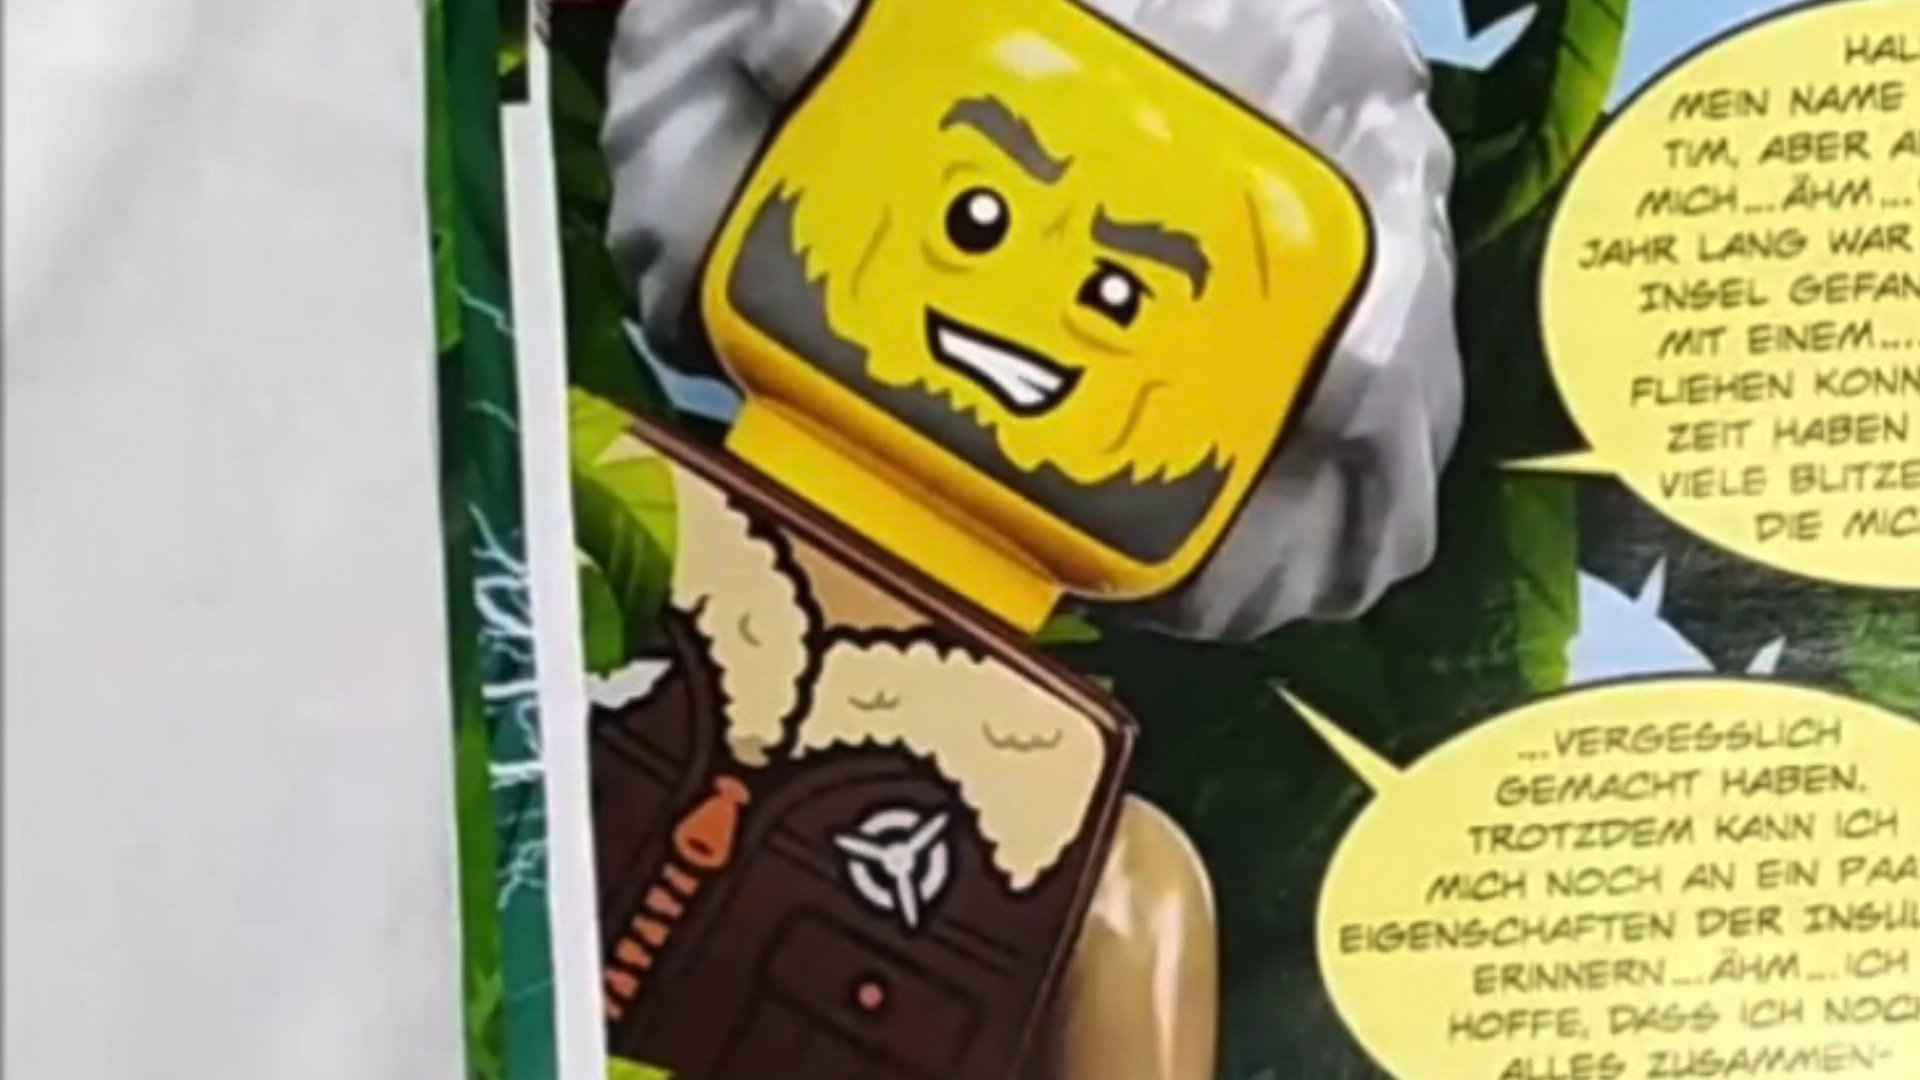 HAL
MEIN NAME
TIM, ABER A
MICH...ÄHM...
JAHR LANG WAR
INSEL GEFAN
MIT EINEM....
FLIEHEN KONN
ZEIT HABEN
VIELE BLITZE
DIE MIC
...VERGESSLICH
GEMACHT HABEN.
TROTZDEM KANN ICH
MICH NOCH AN EIN PAA
EIGENSCHAFTEN DER INSUL
ERINNERN...ÄHM...ICH
HOFFE, DASS ICH NOCH
ALLES ZUSAMMEN-